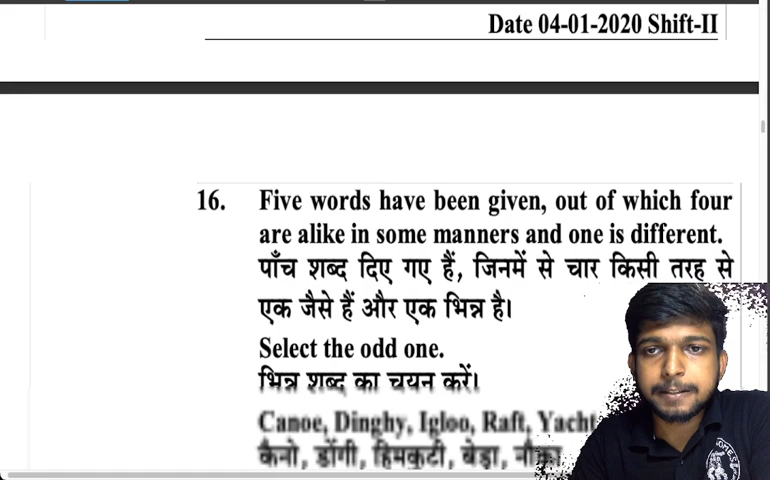 Date 04-01-2020 Shift-II
16. Five words have been given, out of which four
are alike in some manners and one is different.
पाँच शब्द दिए गए हैं, जिनमें से चार किसी तरह से
एक जैसे हैं और एक भिन्न है।
Select the odd one.
भिन्न शब्द का चयन करें।
Canoe, Dinghy, Igloo, Raft, Yacht
कैनो, डोंगी, हिमकुटी, बेड़ा, नौका